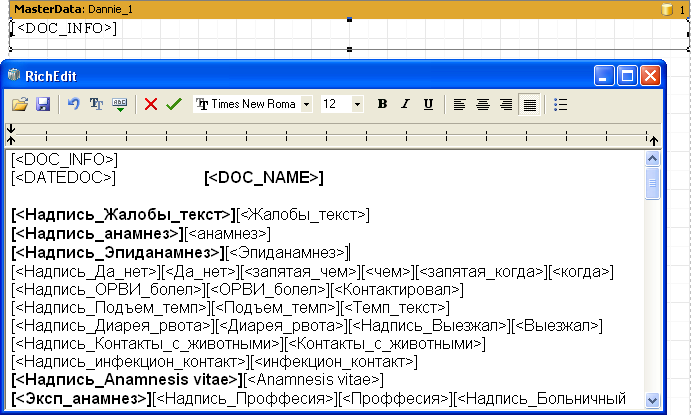 MasterData: Dannie_1 1
[<DOC_INFO>]
RichEdit
Times New Roma 12 B I U
[<DOC_INFO>]
[<DATEDOC>] [<DOC_NAME>]
[<Надпись_Жалобы_текст>][<Жалобы_текст>]
[<Надпись_анамнез>][<анамнез>]
[<Надпись_Эпиданамнез>][<Эпиданамнез>]
[<Надпись_Да_нет>][<Да_нет>][<запятая_чем>][<чем>][<запятая_когда>][<когда>]
[<Надпись_ОРВИ_болел>][<ОРВИ_болел>][<Контактировал>]
[<Надпись_Подъем_темп>][<Подъем_темп>][<Темп_текст>]
[<Надпись_Диарея_рвота>][<Диарея_рвота>][<Надпись_Выезжал>][<Выезжал>]
[<Надпись_Контакты_с_животными>][<Контакты_с_животными>]
[<Надпись_инфекцион_контакт>][<инфекцион_контакт>]
[<Надпись_Anamnesis vitae>][<Anamnesis vitae>]
[<Эксп_анамнез>][<Надпись_Проффесия>][<Проффесия>][<Надпись_Больничный